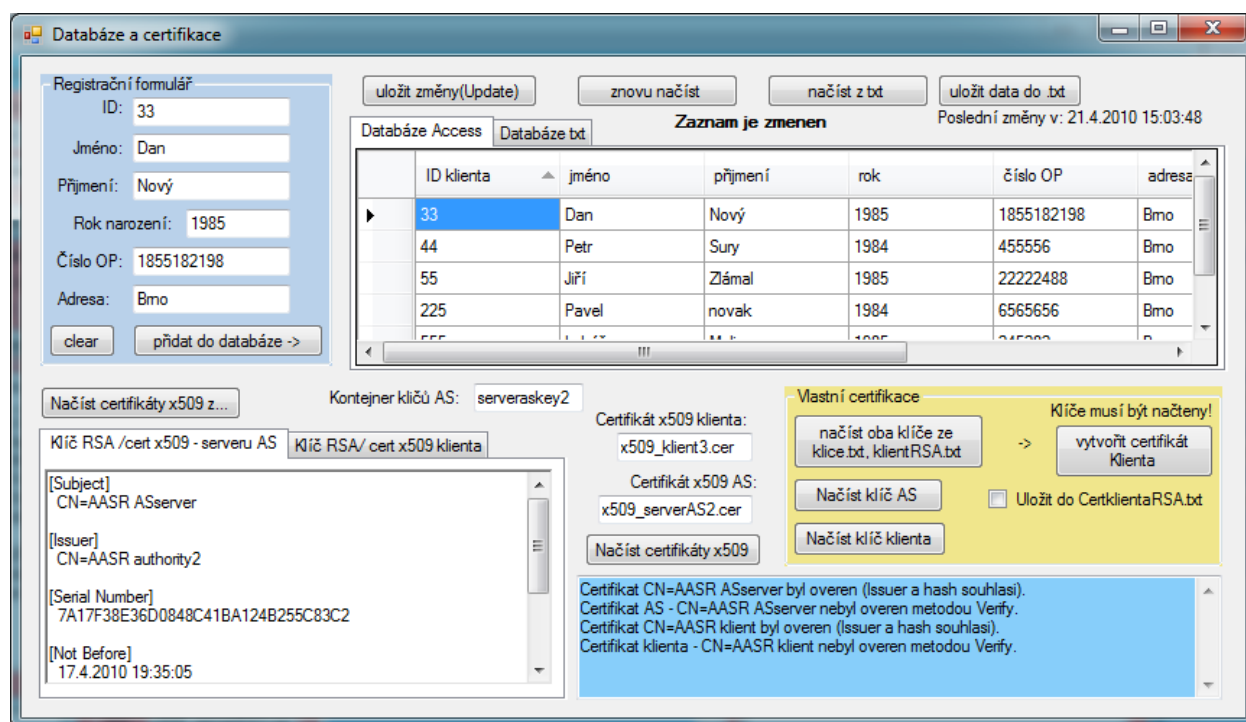 Databáze a certifikace
Registrační formulář
ID: 33
Jméno: Dan
Přijmení: Nový
Rok narození: 1985
Číslo OP: 1855182198
Adresa: Brno
clear přidat do databáze ->
uložit změny(Update) znovu načíst načíst z txt uložit data do .txt
Zaznam je zmenen Poslední změny v: 21.4.2010 15:03:48
Databáze Access Databáze txt
ID klienta jméno přijmení rok číslo OP adresa
33 Dan Nový 1985 1855182198 Brno
44 Petr Sury 1984 455556 Brno
55 Jiří Zlámal 1985 22222488 Brno
225 Pavel novak 1984 6565656 Brno
Načíst certifikáty x509 z...
Kontejner kličů AS: serveraskey2
Klíč RSA /cert x509 - serveru AS Klíč RSA/ cert x509 klienta
[Subject]
CN=AASR ASserver
[Issuer]
CN=AASR authority2
[Serial Number]
7A17F38E36D0848C41BA124B255C83C2
[Not Before]
17.4.2010 19:35:05
Certifikát x509 klienta:
x509_klient3.cer
Certifikát x509 AS:
x509_serverAS2.cer
Načíst certifikáty x509
Vlastní certifikace
Klíče musí být načteny!
načíst oba klíče ze
klice.txt, klientRSA.txt
->
vytvořit certifikát
Klienta
Načíst klíč AS
Uložit do CertklientaRSA.txt
Načíst klíč klienta
Certifikat CN=AASR ASserver byl overen (Issuer a hash souhlasi).
Certifikat AS - CN=AASR ASserver nebyl overen metodou Verify.
Certifikat CN=AASR klient byl overen (Issuer a hash souhlasi).
Certifikat klienta - CN=AASR klient nebyl overen metodou Verify.